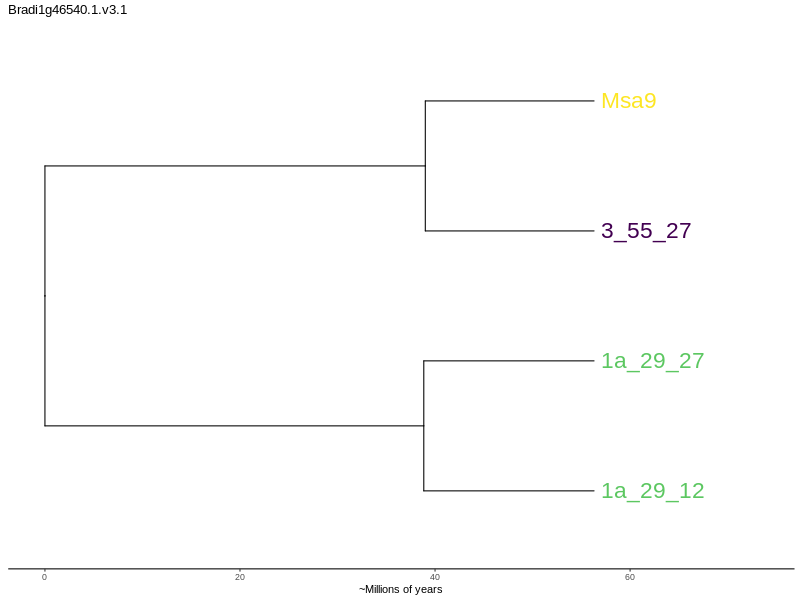 Bradi1g46540.1.v3.1
Msa9
3_55_27
1a_29_27
1a_29_12
0 20 40 60
~Millions of years